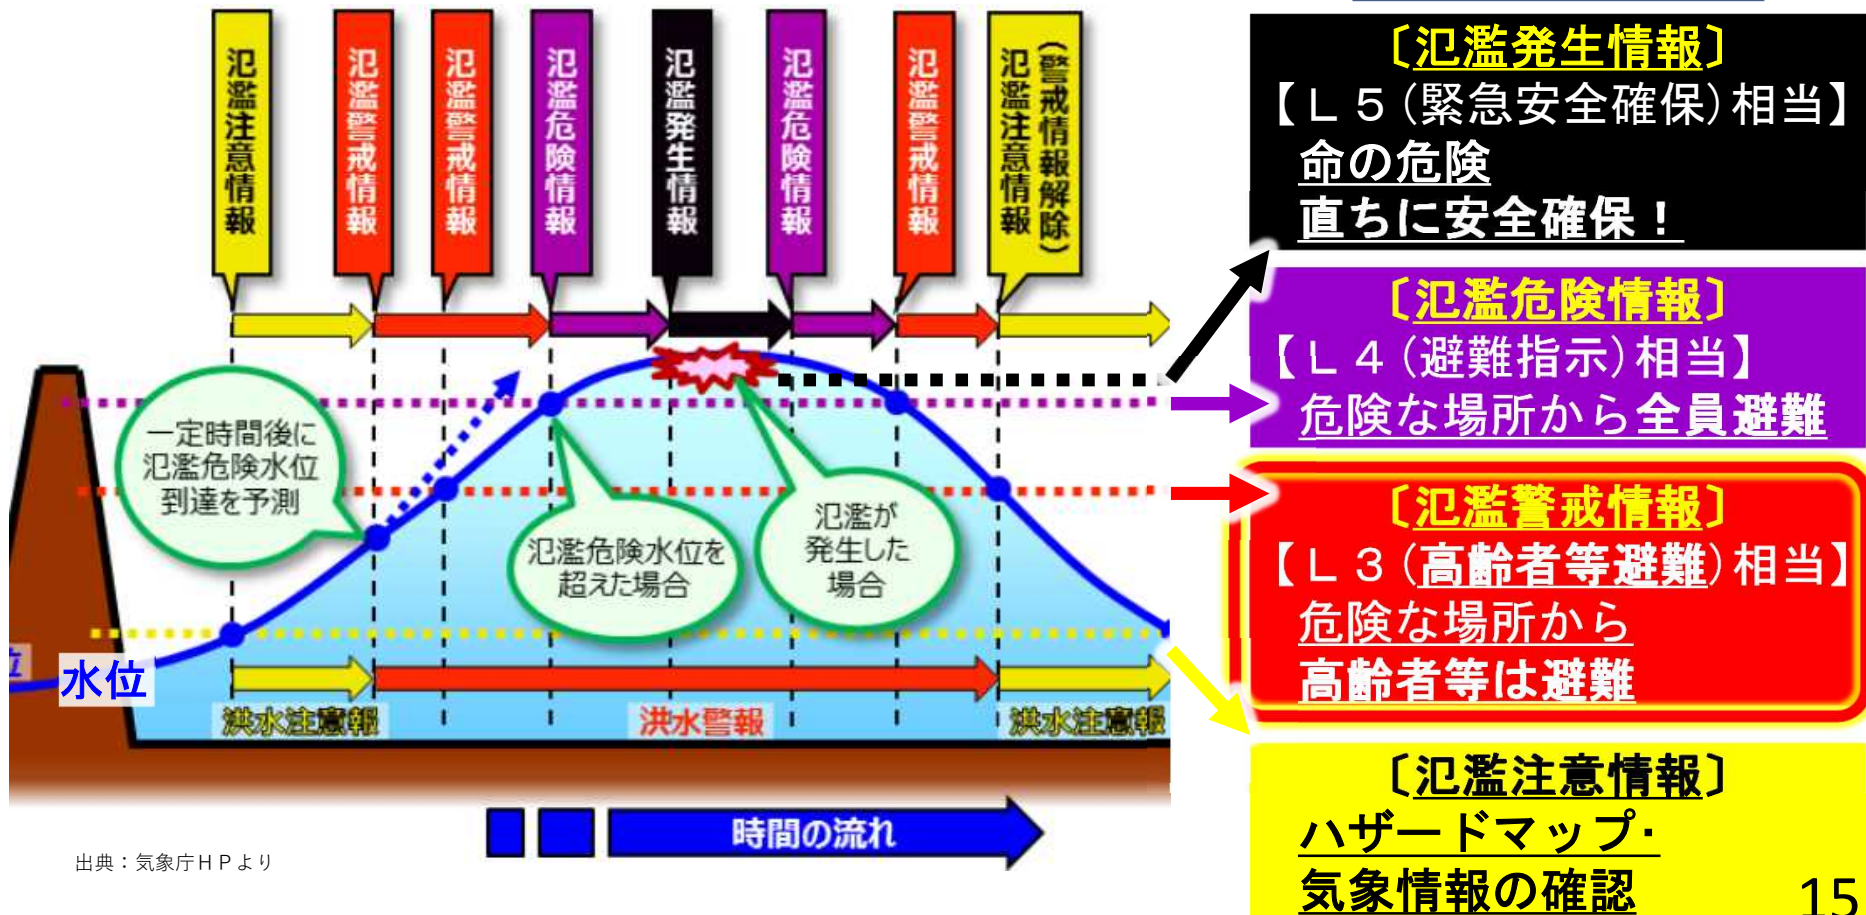 氾濫注意情報
氾濫警戒情報
氾濫警戒情報
氾濫危険情報
氾濫発生情報
氾濫危険情報
氾濫警戒情報
氾濫注意情報
(警戒情報解除)
一定時間後に
氾濫危険水位
到達を予測
氾濫危険水位を
超えた場合
氾濫が
発生した
場合
位
水位
洪水注意報
洪水警報
洪水注意報
時間の流れ
出典：気象庁HPより
〔氾濫発生情報〕
【L5(緊急安全確保)相当】
命の危険
直ちに安全確保！
〔氾濫危険情報〕
【L4(避難指示)相当】
危険な場所から全員避難
〔氾濫警戒情報〕
【L3(高齢者等避難)相当】
危険な場所から
高齢者等は避難
〔氾濫注意情報〕
ハザードマップ・
気象情報の確認
15